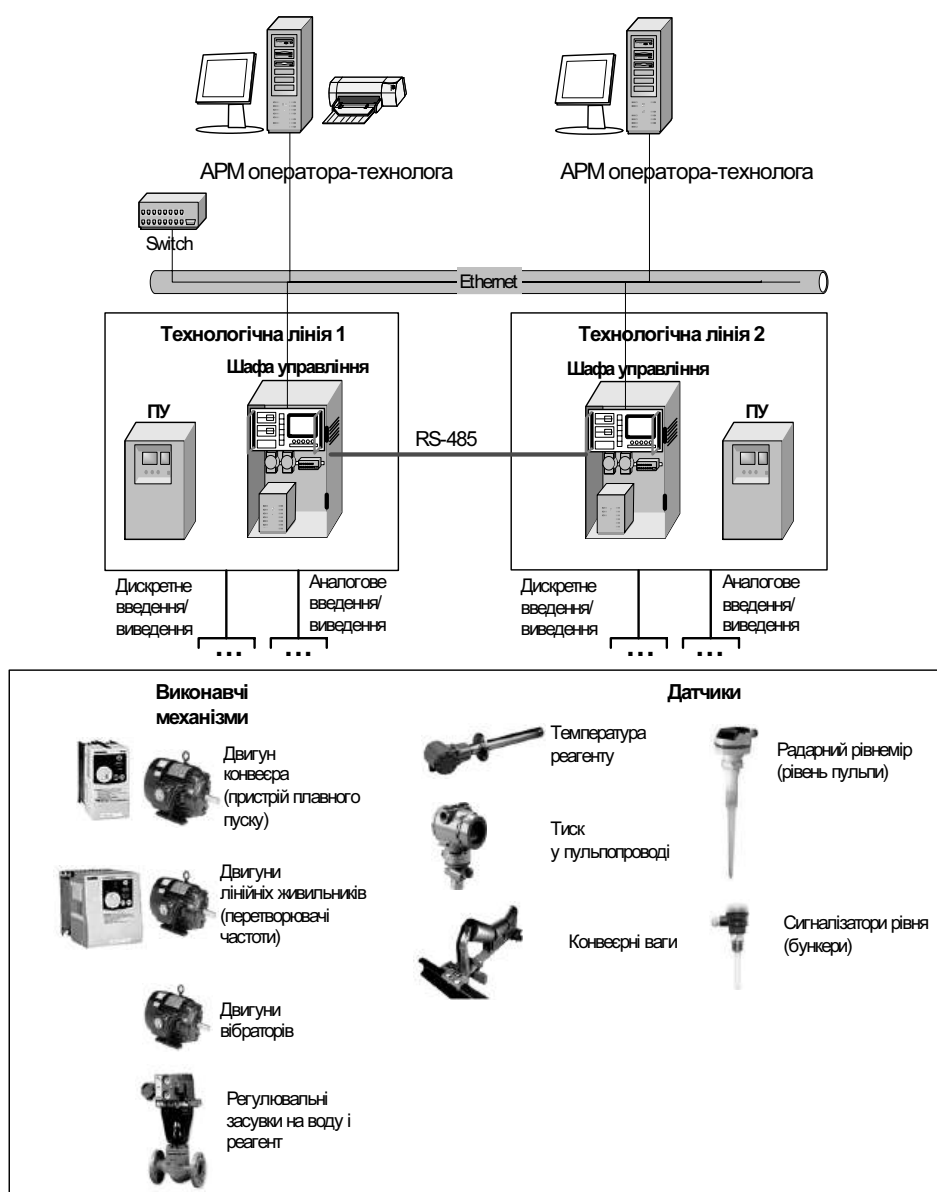 АРМ оператора-технолога
АРМ оператора-технолога
Switch
Ethernet
Технологічна лінія 1
Шафа управління
ПУ
RS-485
Технологічна лінія 2
Шафа управління
ПУ
Дискретне
введення/
виведення
Аналогове
введення/
виведення
Дискретне
введення/
виведення
Аналогове
введення/
виведення
...
...
...
...
Виконавчі
механізми
Двигун
конвеєра
(пристрій плавного
пуску)
Двигуни
лінійніх живильників
(перетворювачі
частоти)
Двигуни
вібраторів
Регулювальні
засувки на воду і
реагент
Датчики
Температура
реагенту
Тиск
у пульпопроводі
Конвеєрні ваги
Радарний рівнемір
(рівень пульпи)
Сигналізатори рівня
(бункери)